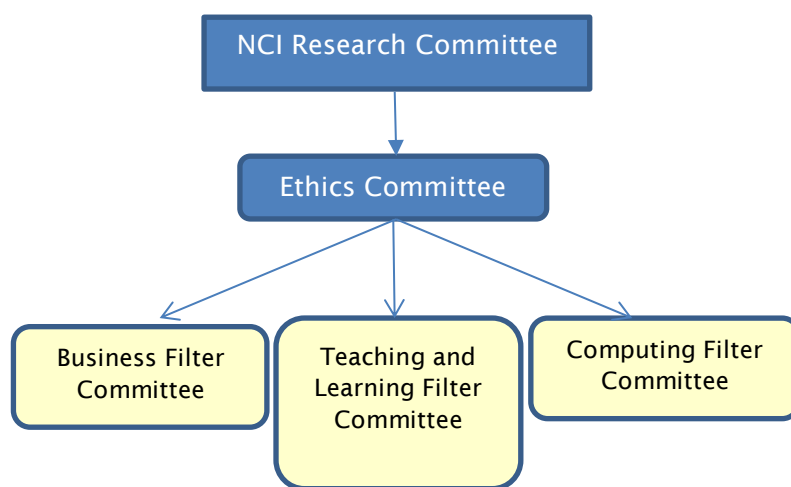 NCI Research Committee
Ethics Committee
Business Filter
Committee
Teaching and
Learning Filter
Committee
Computing Filter
Committee